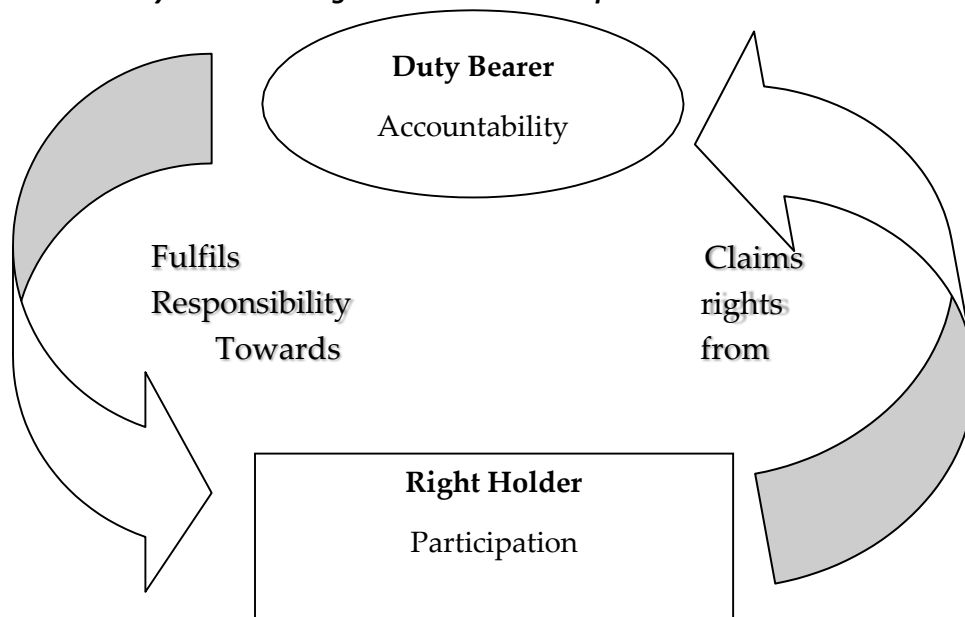 Duty Bearer
Accountability
Fulfils
Responsibility
Towards
Claims
rights
from
Right Holder
Participation